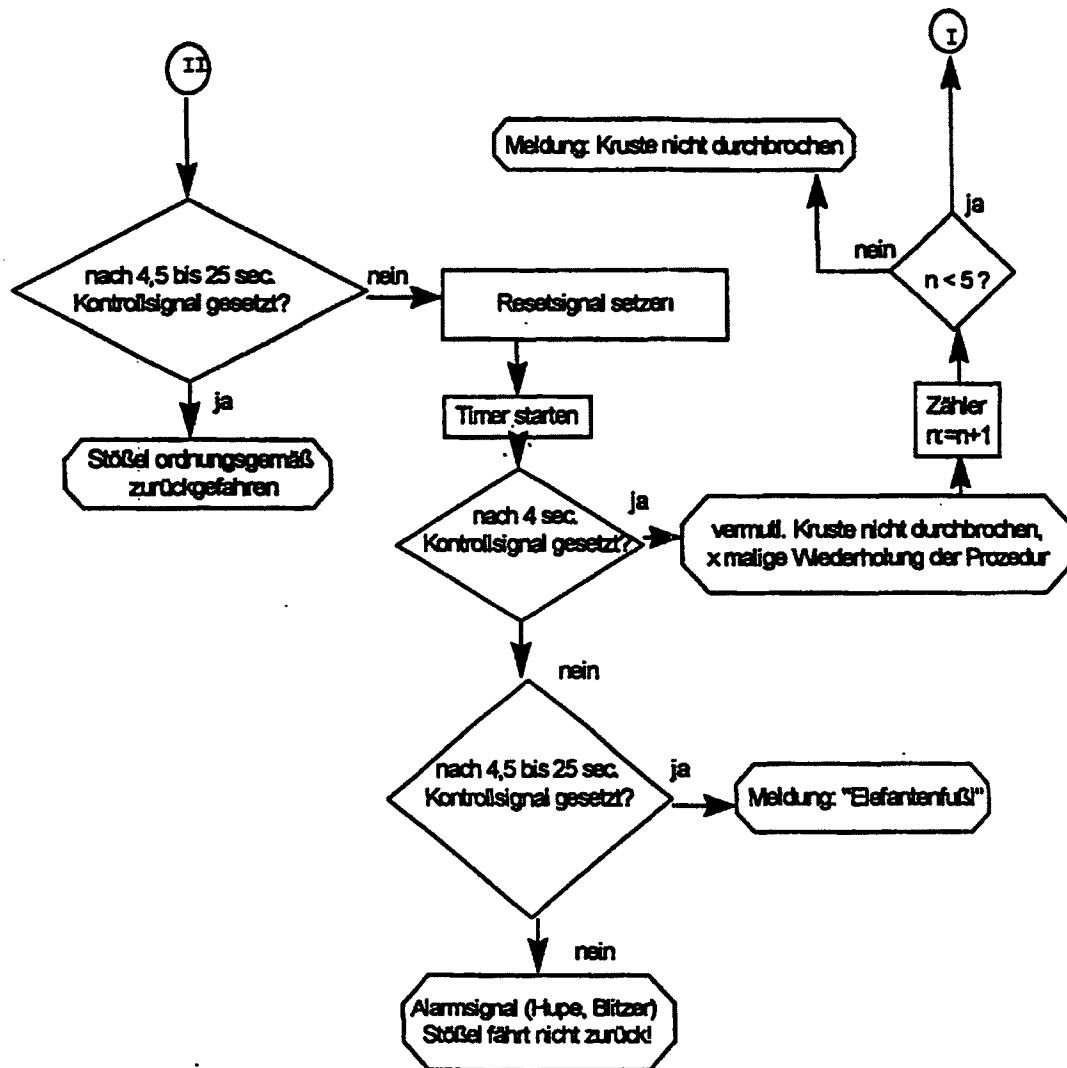 II
I
Meldung: Kruste nicht durchbrochen
ja
nein
n < 5 ?
nach 4,5 bis 25 sec.
Kontrollsignal gesetzt?
nein
Resetsignal setzen
ja
Timer starten
Zähler
n:=n+1
Stößel ordnungsgemäß
zurückgefahren
nach 4 sec.
Kontrollsignal gesetzt?
ja
vermutl. Kruste nicht durchbrochen,
x malige Wiederholung der Prozedur
nein
nach 4,5 bis 25 sec.
Kontrollsignal gesetzt?
ja
Meldung: "Elefantenfuß!"
nein
Alarmsignal (Hupe, Blitzer)
Stößel fährt nicht zurück!